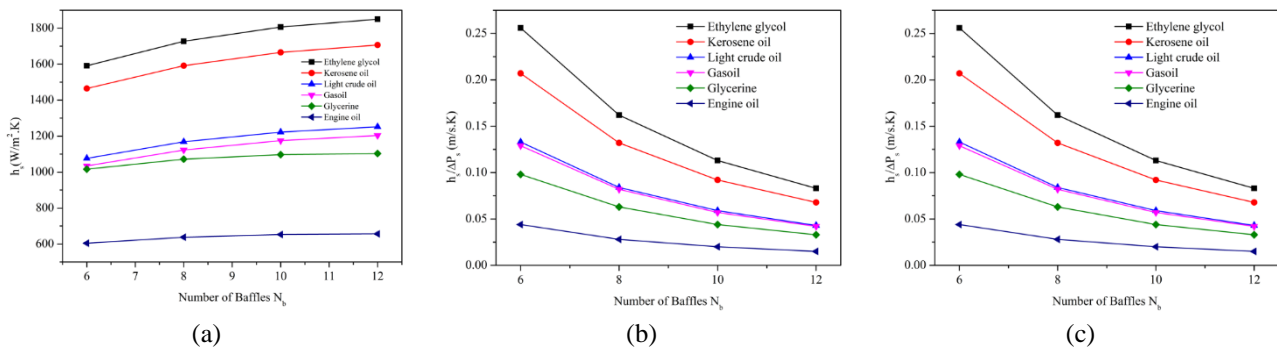 1800
1600
1400
1200
1000
800
600
h_s (W/m².K)
6 7 8 9 10 11 12
Number of Baffles N_b
Ethylene glycol
Kerosene oil
Light crude oil
Gasoil
Glycerine
Engine oil
(a)
0.25
0.20
0.15
0.10
0.05
0.00
h_s/ΔP_s (m/s.K)
6 8 10 12
Number of Baffles N_b
Ethylene glycol
Kerosene oil
Light crude oil
Gasoil
Glycerine
Engine oil
(b)
0.25
0.20
0.15
0.10
0.05
0.00
h_s/ΔP_s (m/s.K)
6 8 10 12
Number of Baffles N_b
Ethylene glycol
Kerosene oil
Light crude oil
Gasoil
Glycerine
Engine oil
(c)